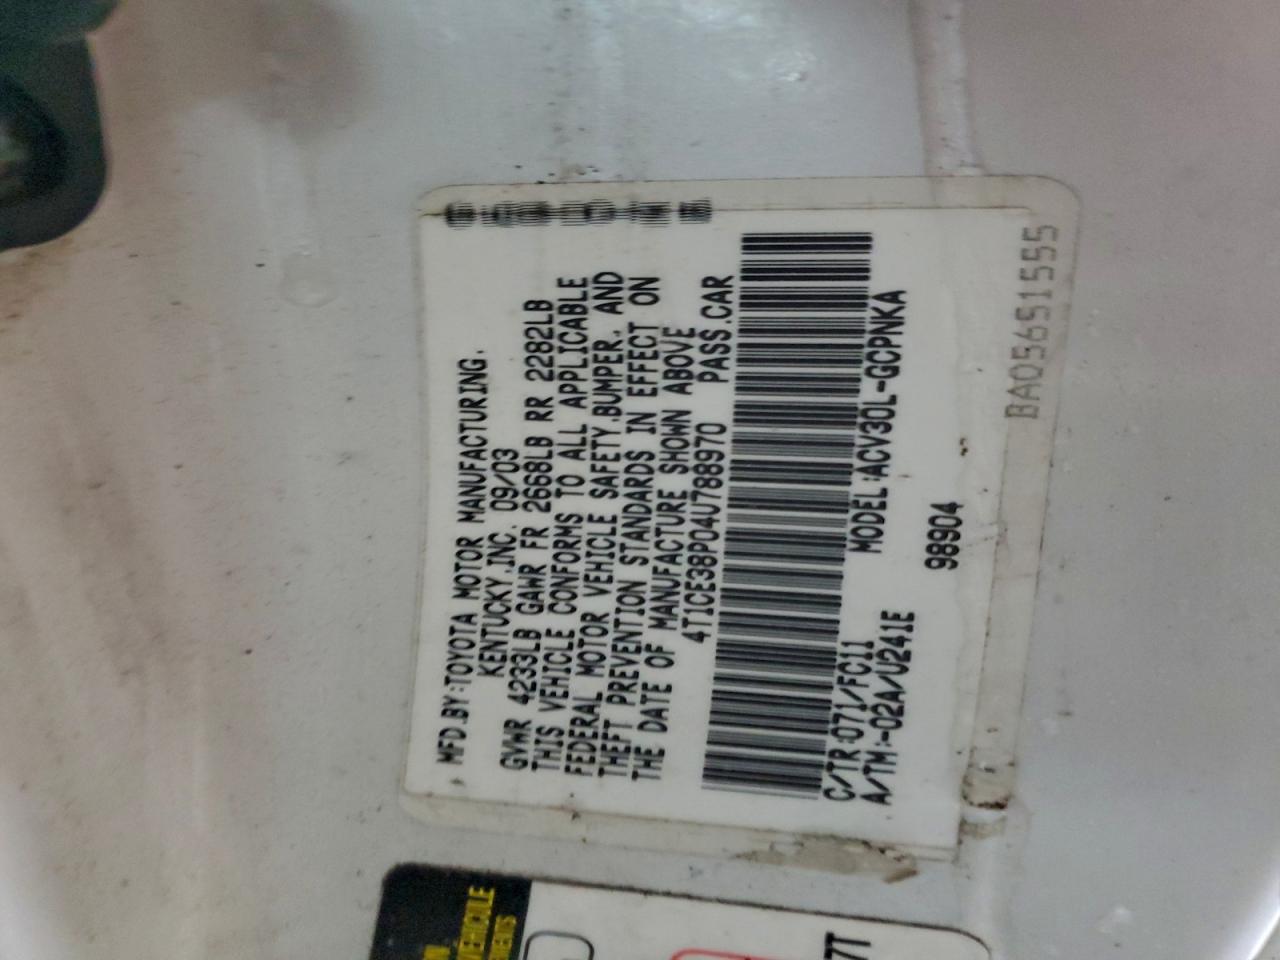 MFD.BY:TOYOTA MOTOR MANUFACTURING.
KENTUCKY,INC. 09/03
GVWR 4233LB GAWR FR 2668LB RR 2282LB
THIS VEHICLE CONFORMS TO ALL APPLICABLE
FEDERAL MOTOR VEHICLE SAFETY,BUMPER, AND
THEFT PREVENTION STANDARDS IN EFFECT ON
THE DATE OF MANUFACTURE SHOWN ABOVE
4T1CE38P04U788970 PASS.CAR
C/TR:071/FC11 MODEL:ACV30L-GCPNKA
A/TM:-02A/U241E
98904
BA05651555
VEHICLE
7T